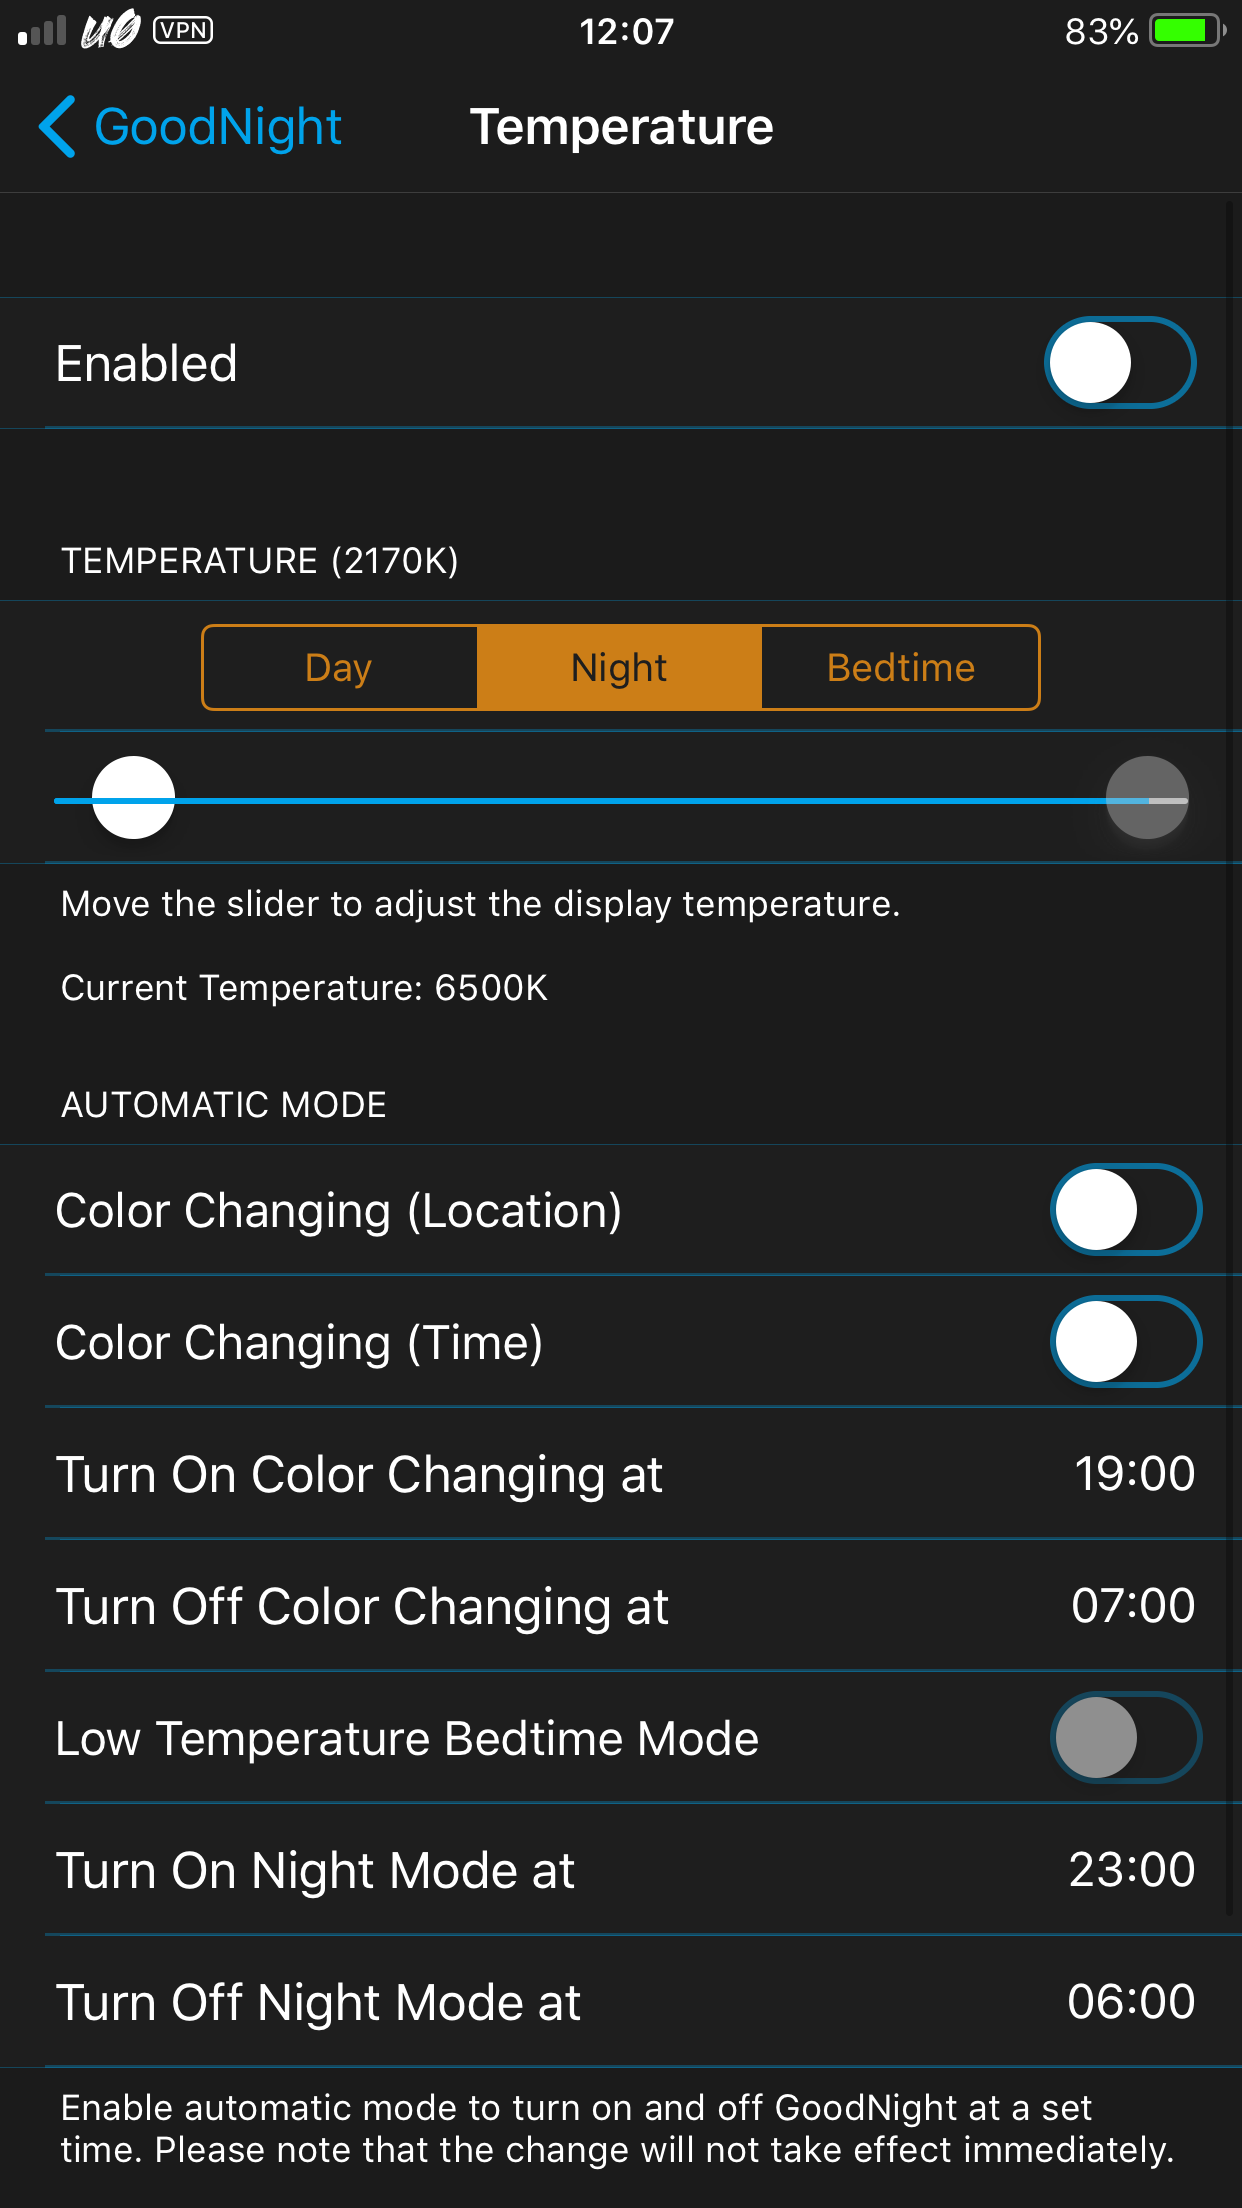 uØ VPN 12:07 83%
GoodNight Temperature
Enabled
TEMPERATURE (2170K)
Day Night Bedtime
Move the slider to adjust the display temperature.
Current Temperature: 6500K
AUTOMATIC MODE
Color Changing (Location)
Color Changing (Time)
Turn On Color Changing at 19:00
Turn Off Color Changing at 07:00
Low Temperature Bedtime Mode
Turn On Night Mode at 23:00
Turn Off Night Mode at 06:00
Enable automatic mode to turn on and off GoodNight at a set
time. Please note that the change will not take effect immediately.